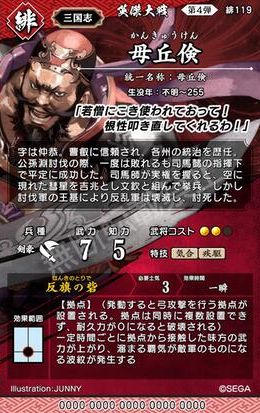 緋
三国志
英傑大戦
第4弾
緋119
かんきゅうけん
毌丘倹
統一名称：毌丘倹
生没年：不明〜255
「若僧にこき使われておって！
根性叩き直してくれるわ！」
字は仲恭。曹叡に信頼され、各州の統治を歴任。
公孫淵討伐の際、一度は敗れるも司馬懿の指揮下
で平定に成功した。司馬師が実権を握ると、空
に現れた彗星を吉兆として文欽と組んで挙兵。しかし
討伐軍の王基により反乱軍は壊滅し、討死した。
兵種 武力 知力 武将コスト
剣豪 7 5 特技 気合 疾駆
はんきのとりで
反旗の砦
必要士気 3
効果時間 一瞬
効果範囲
【拠点】（発動すると弓攻撃を行う拠点が
設置される。拠点は同時に複数設置でき
ず、耐久力が0になると破壊される）
一定時間ごとに拠点から接触した味方の武
力が上がり、溜まる覇気が敵軍のものにな
る波紋が発生する
Illustration:JUNNY
©SEGA
0000-0000-0000-0000-0000